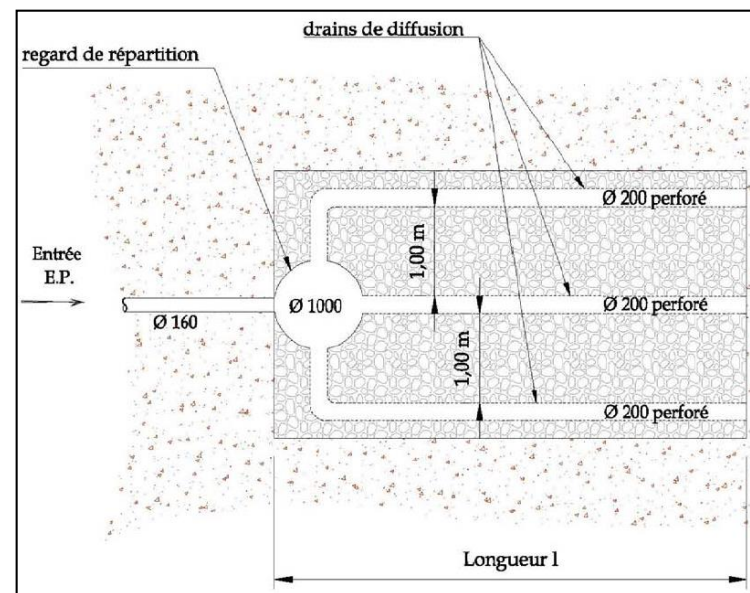 drains de diffusion
regard de répartition
Ø 200 perforé
1,00 m
Entrée
E.P.
Ø 1000
Ø 200 perforé
Ø 160
1,00 m
Ø 200 perforé
Longueur l